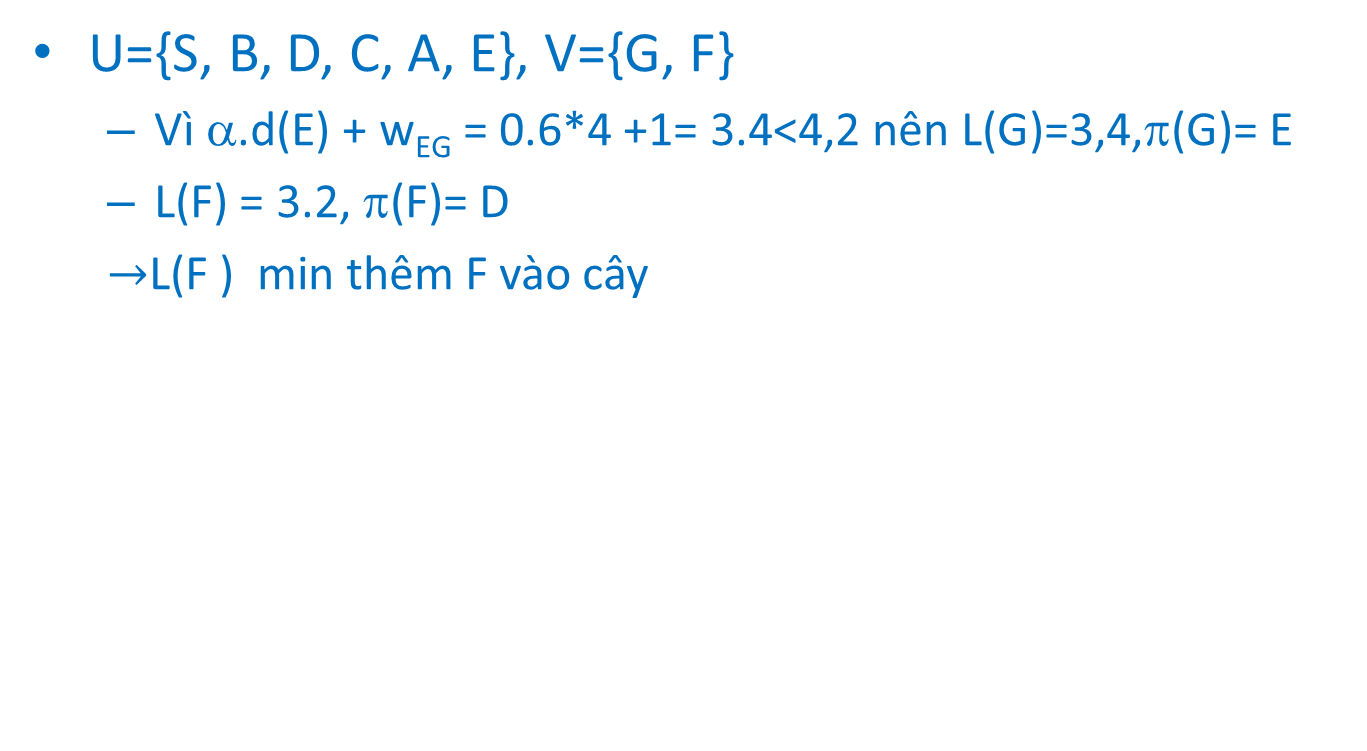 • U={S, B, D, C, A, E}, V={G, F}
– Vì α.d(E) + wEG = 0.6*4 +1= 3.4<4,2 nên L(G)=3,4,π(G)= E
– L(F) = 3.2, π(F)= D
→L(F ) min thêm F vào cây